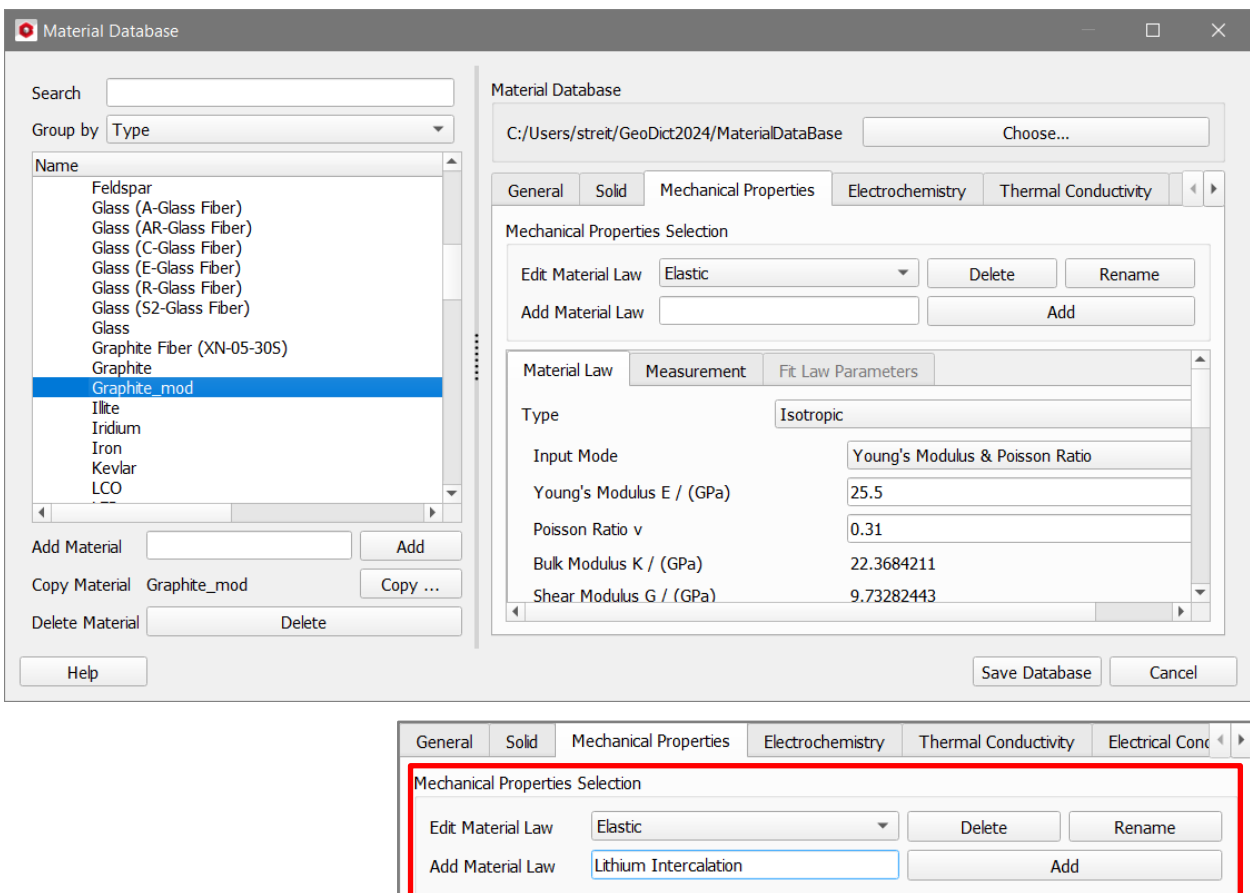 Material Database
Search
Group by Type
Name
Feldspar
Glass (A-Glass Fiber)
Glass (AR-Glass Fiber)
Glass (C-Glass Fiber)
Glass (E-Glass Fiber)
Glass (R-Glass Fiber)
Glass (S2-Glass Fiber)
Glass
Graphite Fiber (XN-05-30S)
Graphite
Graphite_mod
Illite
Iridium
Iron
Kevlar
LCO
Add Material Add
Copy Material Graphite_mod Copy ...
Delete Material Delete
Material Database
C:/Users/streit/GeoDict2024/MaterialDataBase Choose...
General Solid Mechanical Properties Electrochemistry Thermal Conductivity
Mechanical Properties Selection
Edit Material Law Elastic Delete Rename
Add Material Law Add
Material Law Measurement Fit Law Parameters
Type Isotropic
Input Mode Young's Modulus & Poisson Ratio
Young's Modulus E / (GPa) 25.5
Poisson Ratio ν 0.31
Bulk Modulus K / (GPa) 22.3684211
Shear Modulus G / (GPa) 9.73282443
Help Save Database Cancel
General Solid Mechanical Properties Electrochemistry Thermal Conductivity Electrical Cond
Mechanical Properties Selection
Edit Material Law Elastic Delete Rename
Add Material Law Lithium Intercalation Add